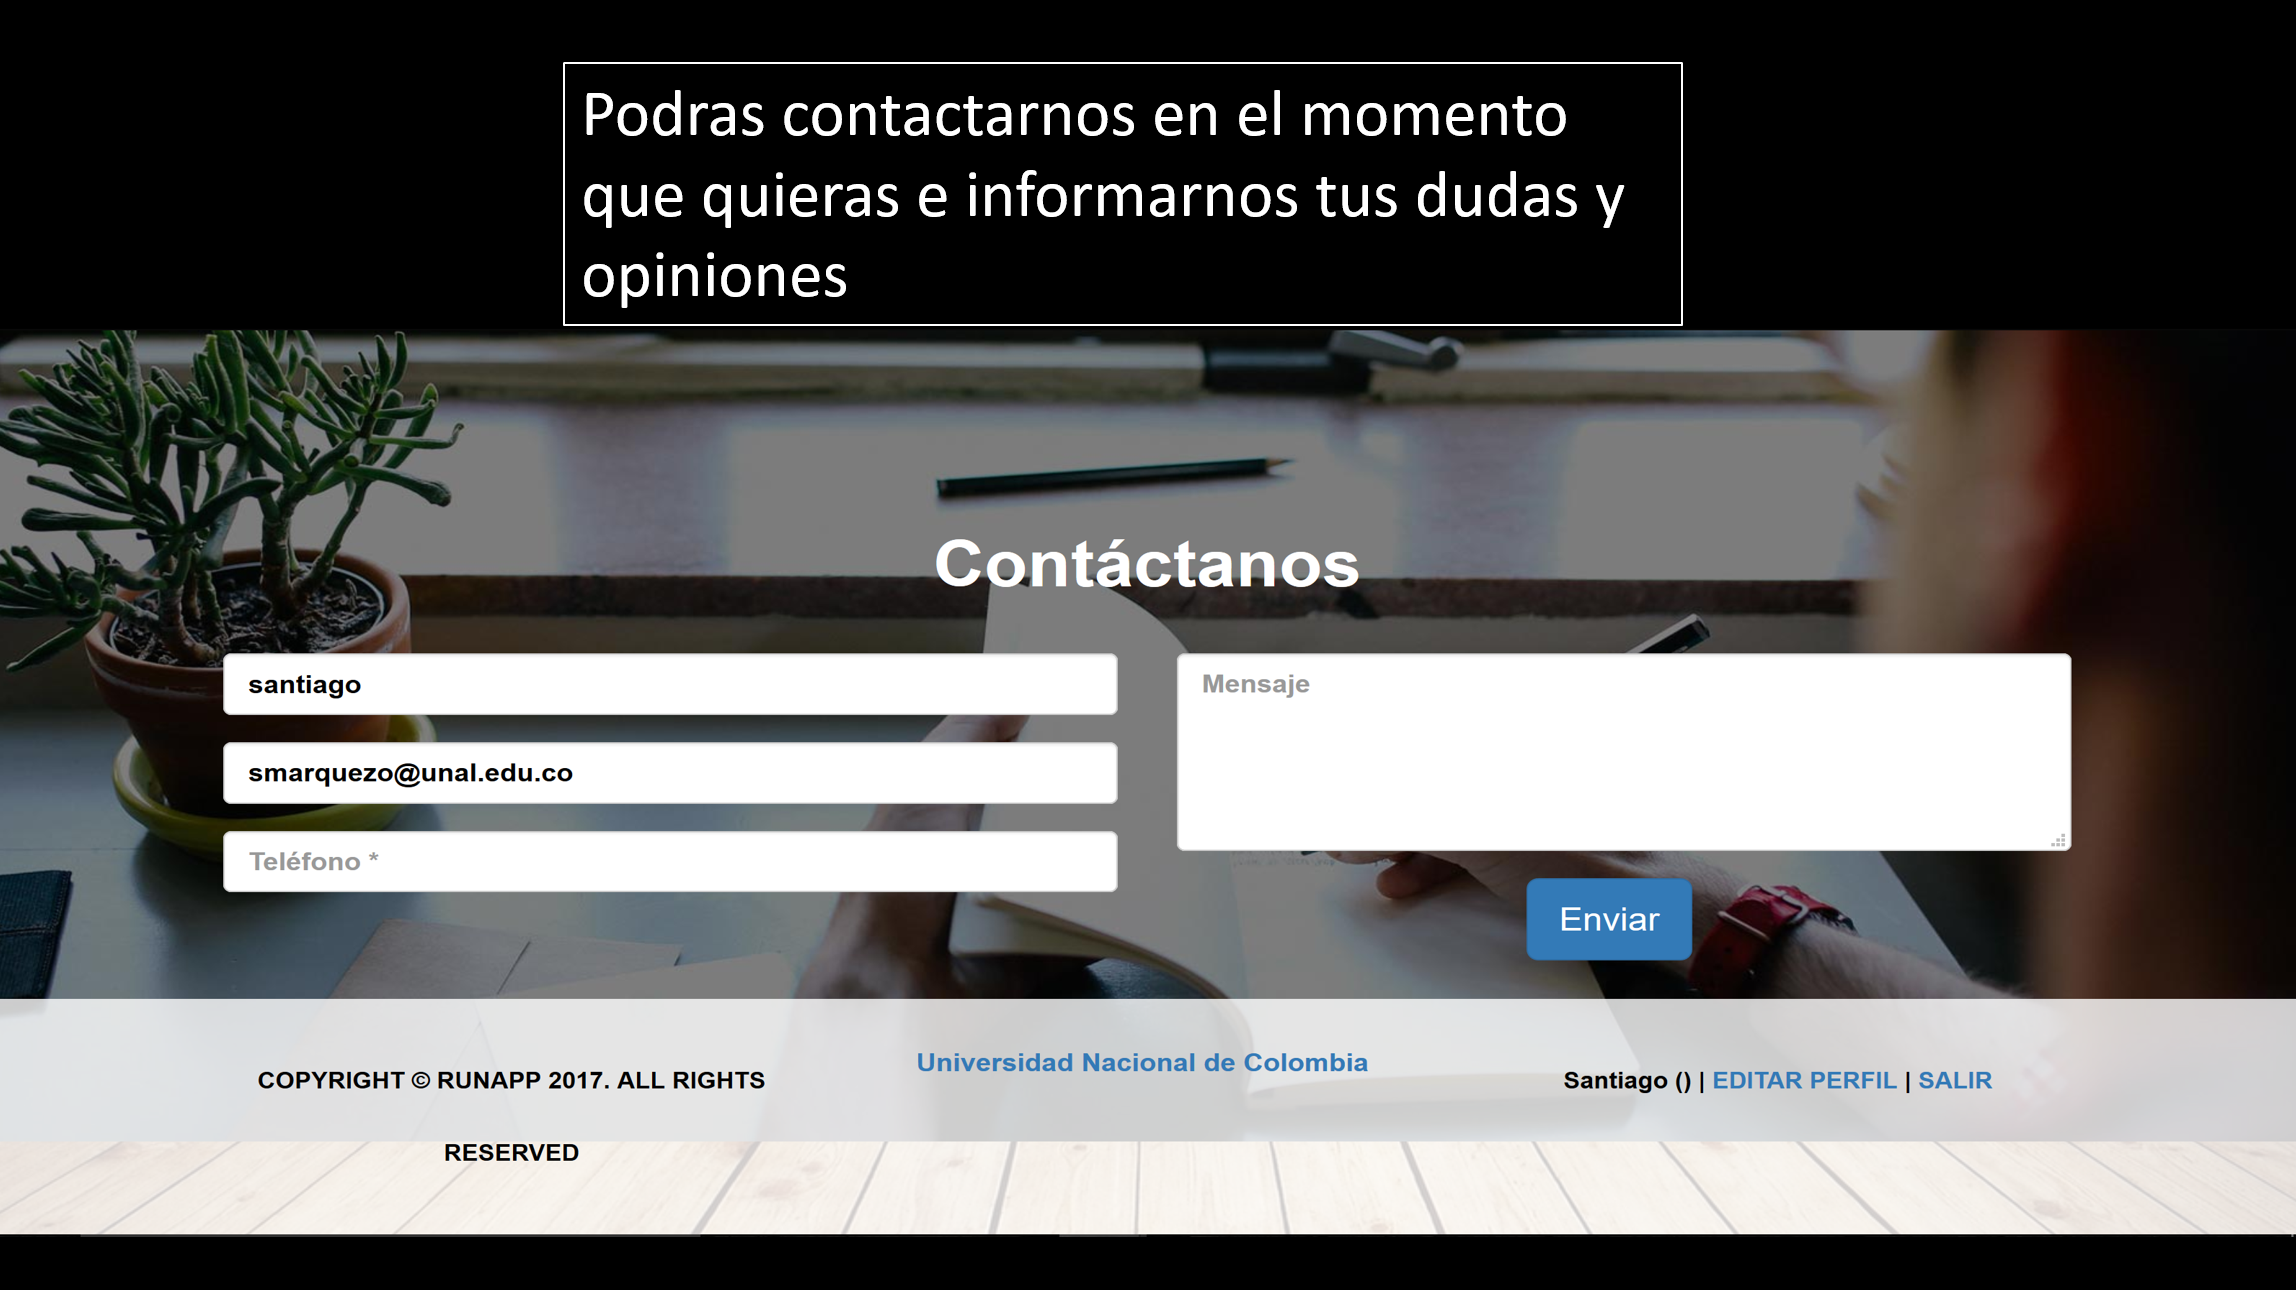 Podras contactarnos en el momento
que quieras e informarnos tus dudas y
opiniones
Contáctanos
santiago
smarquezo@unal.edu.co
Teléfono *
Mensaje
Enviar
COPYRIGHT © RUNAPP 2017. ALL RIGHTS
RESERVED
Universidad Nacional de Colombia
Santiago () | EDITAR PERFIL | SALIR